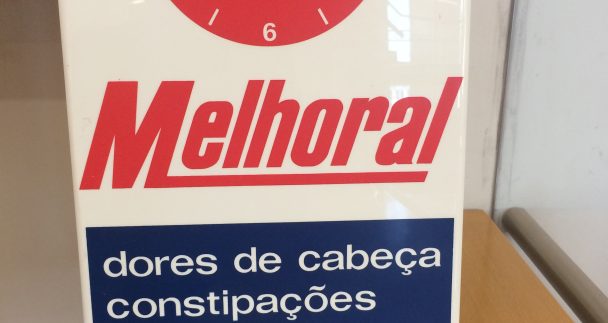 6
Melhoral
dores de cabeça
constipações